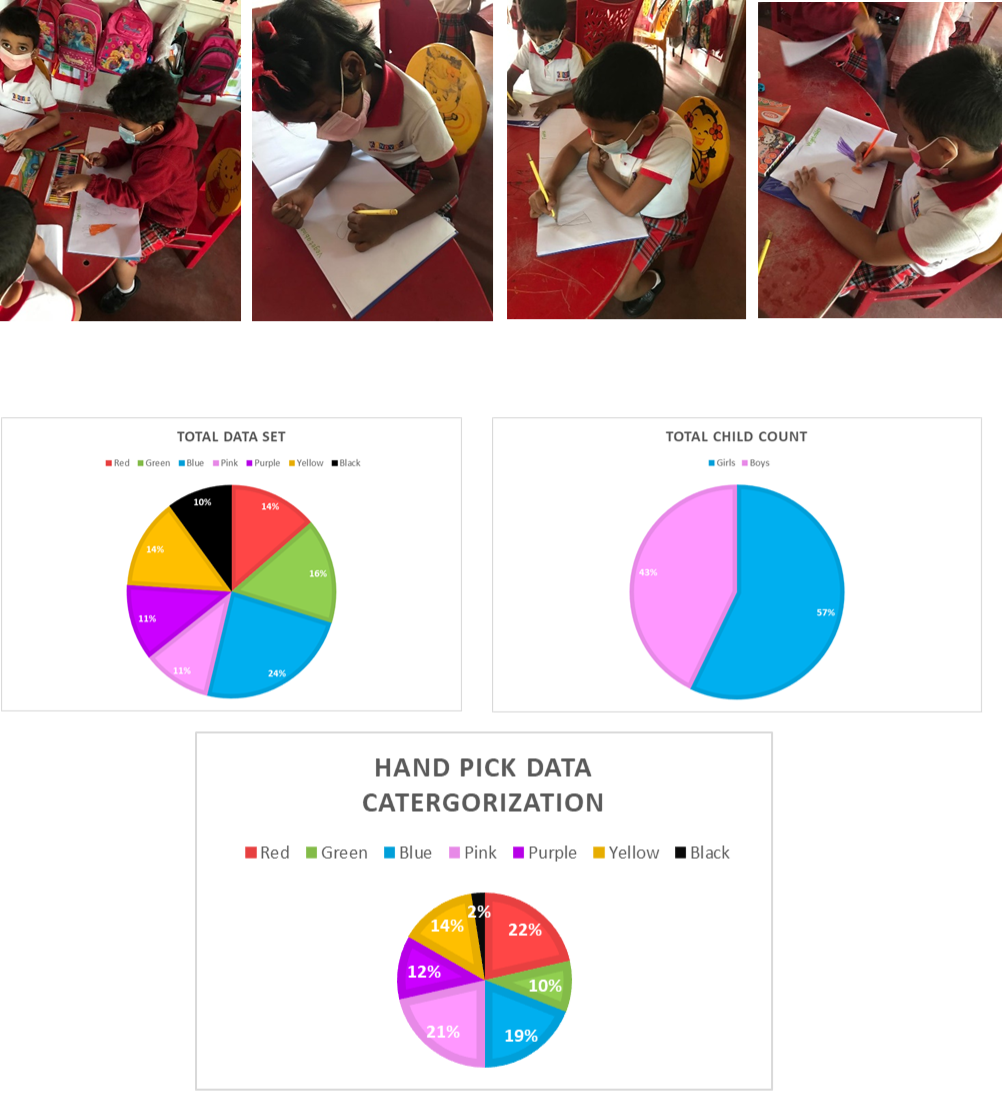 TOTAL DATA SET
Red Green Blue Pink Purple Yellow Black
10%
14%
14%
16%
11%
11%
24%
TOTAL CHILD COUNT
Girls Boys
43%
57%
HAND PICK DATA
CATERGORIZATION
Red Green Blue Pink Purple Yellow Black
2%
14%
22%
12%
10%
21%
19%